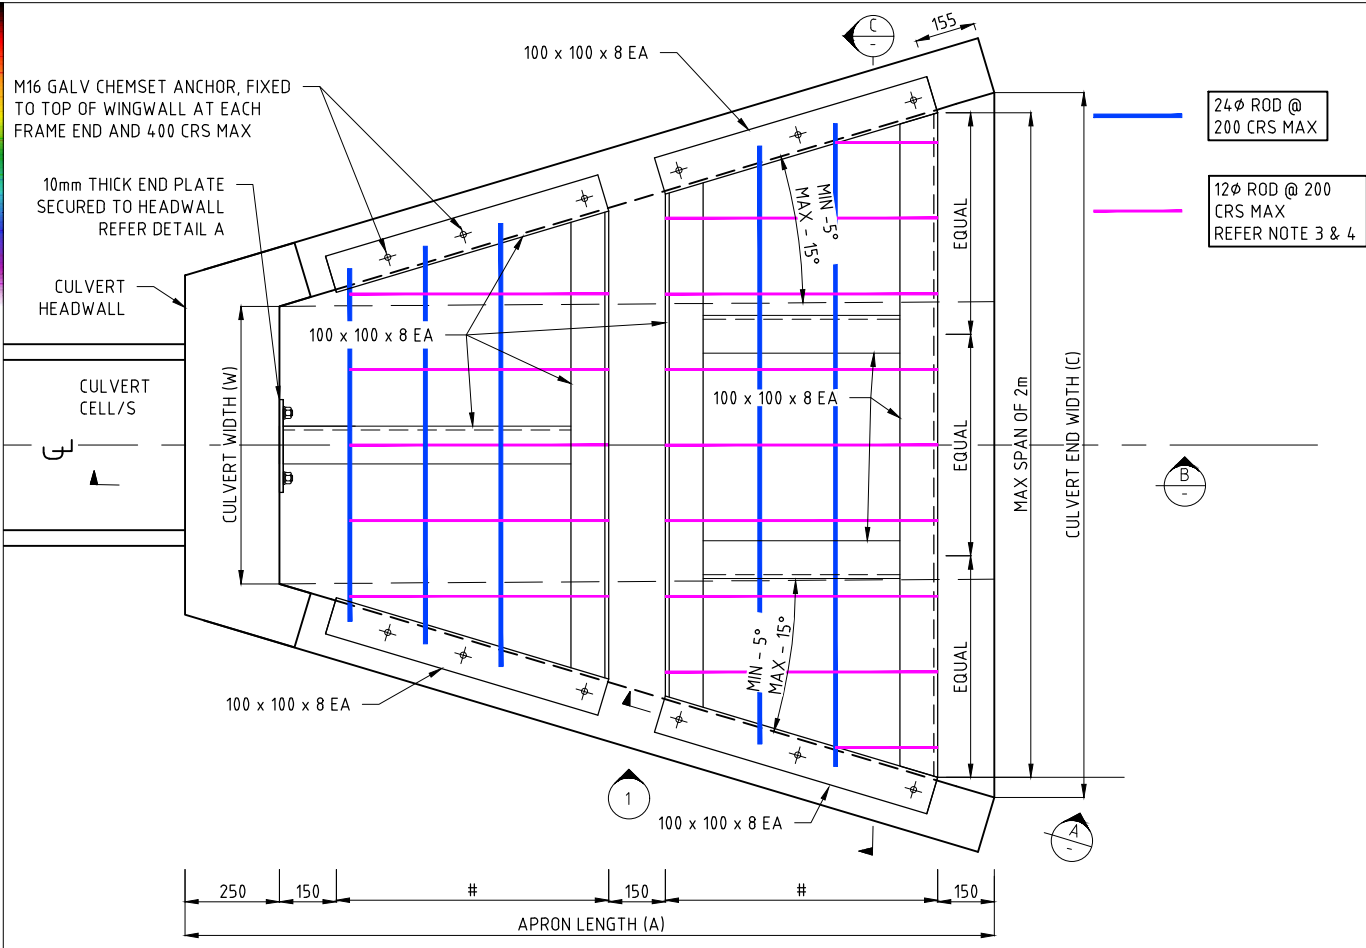 C
-
155
100 x 100 x 8 EA
M16 GALV CHEMSET ANCHOR, FIXED
TO TOP OF WINGWALL AT EACH
FRAME END AND 400 CRS MAX
24Ø ROD @
200 CRS MAX
10mm THICK END PLATE
SECURED TO HEADWALL
REFER DETAIL A
12Ø ROD @ 200
CRS MAX
REFER NOTE 3 & 4
MIN - 5°
MAX - 15°
EQUAL
CULVERT
HEADWALL
100 x 100 x 8 EA
CULVERT
CELL/S
CULVERT WIDTH (W)
100 x 100 x 8 EA
EQUAL
MAX SPAN OF 2m
CULVERT END WIDTH (C)
B
-
MIN - 5°
MAX - 15°
EQUAL
100 x 100 x 8 EA
1
100 x 100 x 8 EA
A
-
250
150
#
150
#
150
APRON LENGTH (A)